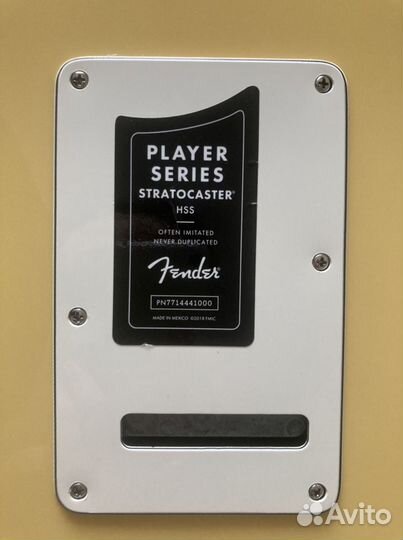 PLAYER
SERIES
STRATOCASTER®
HSS
OFTEN IMITATED
NEVER DUPLICATED
Fender®
PN7714441000
MADE IN MEXICO ©2018 FMIC
Avito